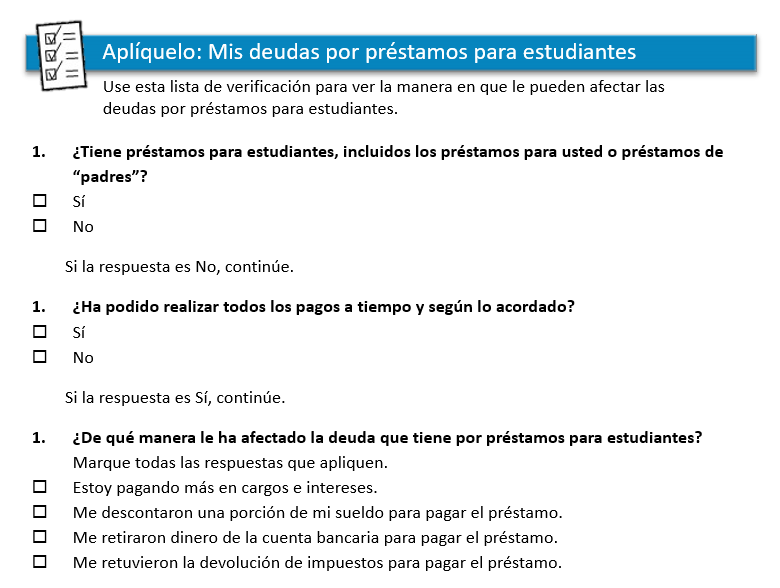 Aplíquelo: Mis deudas por préstamos para estudiantes
Use esta lista de verificación para ver la manera en que le pueden afectar las
deudas por préstamos para estudiantes.
1. ¿Tiene préstamos para estudiantes, incluidos los préstamos para usted o préstamos de
“padres”?
☐ Sí
☐ No
Si la respuesta es No, continúe.
1. ¿Ha podido realizar todos los pagos a tiempo y según lo acordado?
☐ Sí
☐ No
Si la respuesta es Sí, continúe.
1. ¿De qué manera le ha afectado la deuda que tiene por préstamos para estudiantes?
Marque todas las respuestas que apliquen.
☐ Estoy pagando más en cargos e intereses.
☐ Me descontaron una porción de mi sueldo para pagar el préstamo.
☐ Me retiraron dinero de la cuenta bancaria para pagar el préstamo.
☐ Me retuvieron la devolución de impuestos para pagar el préstamo.